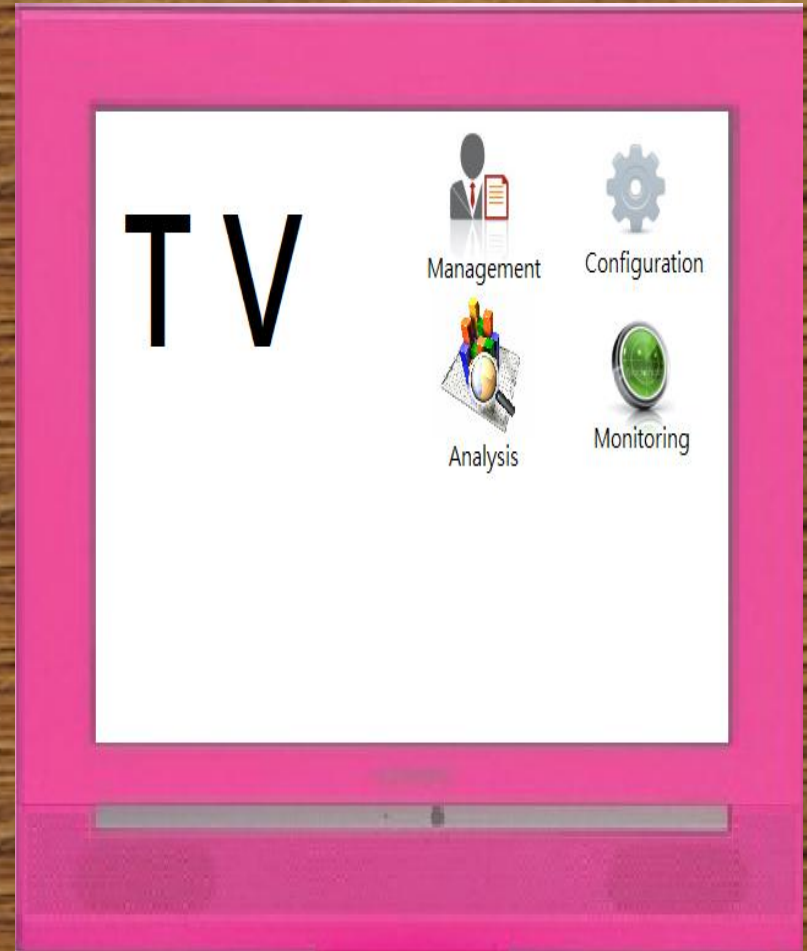 T V
Management
Configuration
Analysis
Monitoring